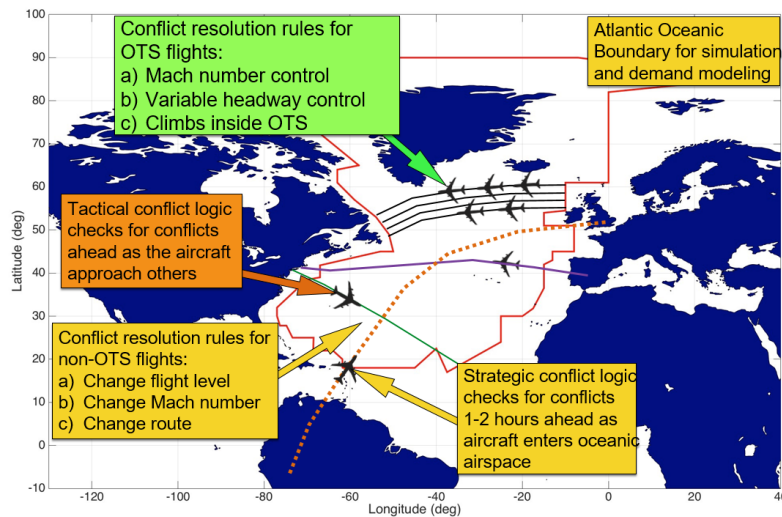 Conflict resolution rules for
OTS flights:
a) Mach number control
b) Variable headway control
c) Climbs inside OTS
Atlantic Oceanic
Boundary for simulation
and demand modeling
Tactical conflict logic
checks for conflicts
ahead as the aircraft
approach others
Conflict resolution rules for
non-OTS flights:
a) Change flight level
b) Change Mach number
c) Change route
Strategic conflict logic
checks for conflicts
1-2 hours ahead as
aircraft enters oceanic
airspace
Latitude (deg)
100
90
80
70
60
50
40
30
20
10
0
-10
-120
-100
-80
-60
-40
-20
0
20
40
Longitude (deg)